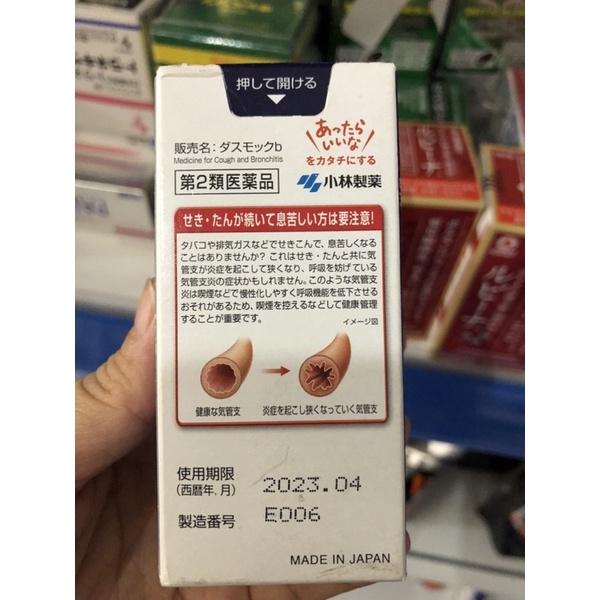 押して開ける
あったら
いいな
をカタチにする
販売名：ダスモックb
Medicine for Cough and Bronchitis
第2類医薬品
小林製薬
せき・たんが続いて息苦しい方は要注意!
タバコや排気ガスなどでせきこんで、息苦しくなる
ことはありませんか? これはせき・たんと共に気
管支が炎症を起こして狭くなり、呼吸を妨げている
気管支炎の症状かもしれません。このような気管支
炎は喫煙などで慢性化しやすく呼吸機能を低下させる
おそれがあるため、喫煙を控えるなどして健康管理
することが重要です。
イメージ図
健康な気管支
炎症を起こし狭くなっていく気管支
使用期限
(西暦年.月)
2023.04
製造番号
E006
MADE IN JAPAN
ルビーナ